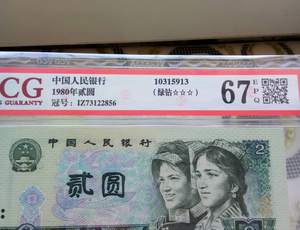 CG 中国人民银行 10315913 67 EPQ
GUARANTY 1980年贰圆 (绿钻☆☆☆)
冠号: IZ73122856
中国人民银行
贰圆
2